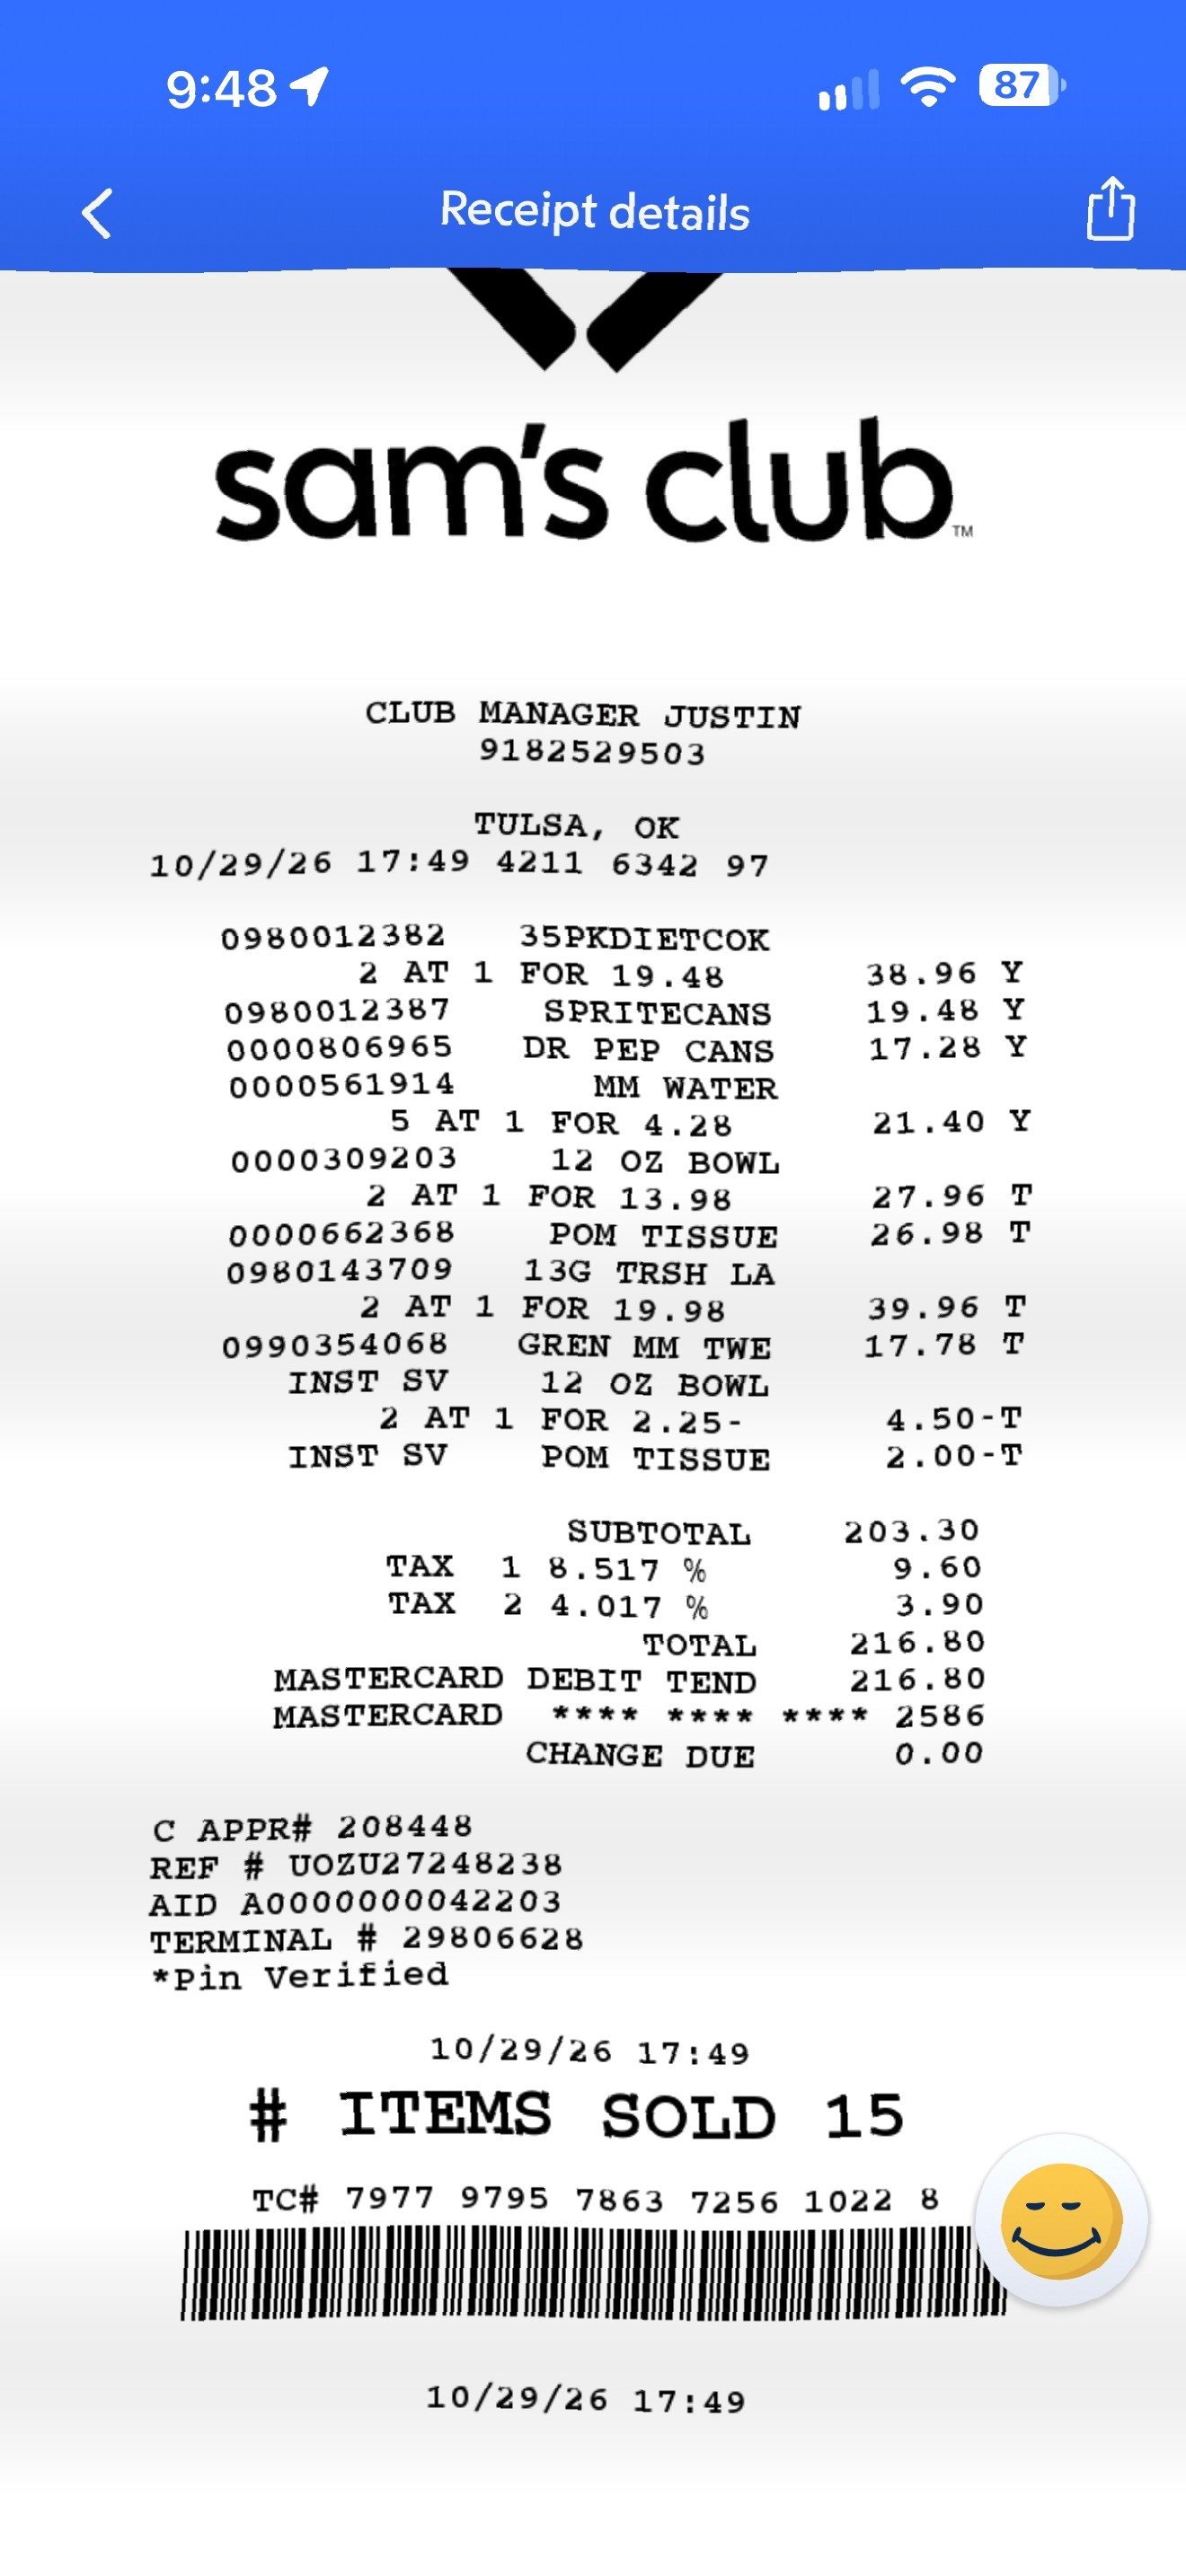 9:48
87
Receipt details
sam's club™
CLUB MANAGER JUSTIN
9182529503
TULSA, OK
10/29/26 17:49 4211 6342 97
0980012382 35PKDIETCOK
2 AT 1 FOR 19.48 38.96 Y
0980012387 SPRITECANS 19.48 Y
0000806965 DR PEP CANS 17.28 Y
0000561914 MM WATER
5 AT 1 FOR 4.28 21.40 Y
0000309203 12 OZ BOWL
2 AT 1 FOR 13.98 27.96 T
0000662368 POM TISSUE 26.98 T
0980143709 13G TRSH LA
2 AT 1 FOR 19.98 39.96 T
0990354068 GREN MM TWE 17.78 T
INST SV 12 OZ BOWL
2 AT 1 FOR 2.25- 4.50-T
INST SV POM TISSUE 2.00-T
SUBTOTAL 203.30
TAX 1 8.517 % 9.60
TAX 2 4.017 % 3.90
TOTAL 216.80
MASTERCARD DEBIT TEND 216.80
MASTERCARD **** **** **** 2586
CHANGE DUE 0.00
C APPR# 208448
REF # UOZU27248238
AID A0000000042203
TERMINAL # 29806628
*Pin Verified
10/29/26 17:49
# ITEMS SOLD 15
TC# 7977 9795 7863 7256 1022 8
10/29/26 17:49